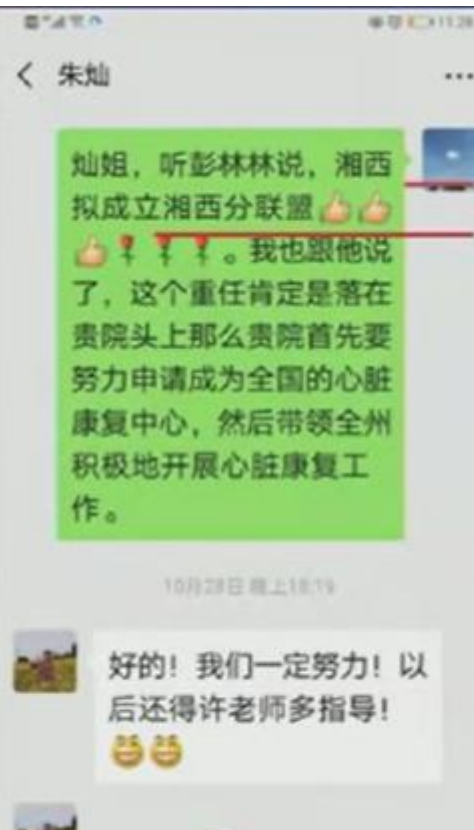 朱灿
灿姐，听彭林林说，湘西
拟成立湘西分联盟👍👍
👍🌹🌹🌹。我也跟他说
了，这个重任肯定是落在
贵院头上那么贵院首先要
努力申请成为全国的心脏
康复中心，然后带领全州
积极地开展心脏康复工
作。
10月28日 晚上18:19
好的！我们一定努力！以
后还得许老师多指导！
😁😁